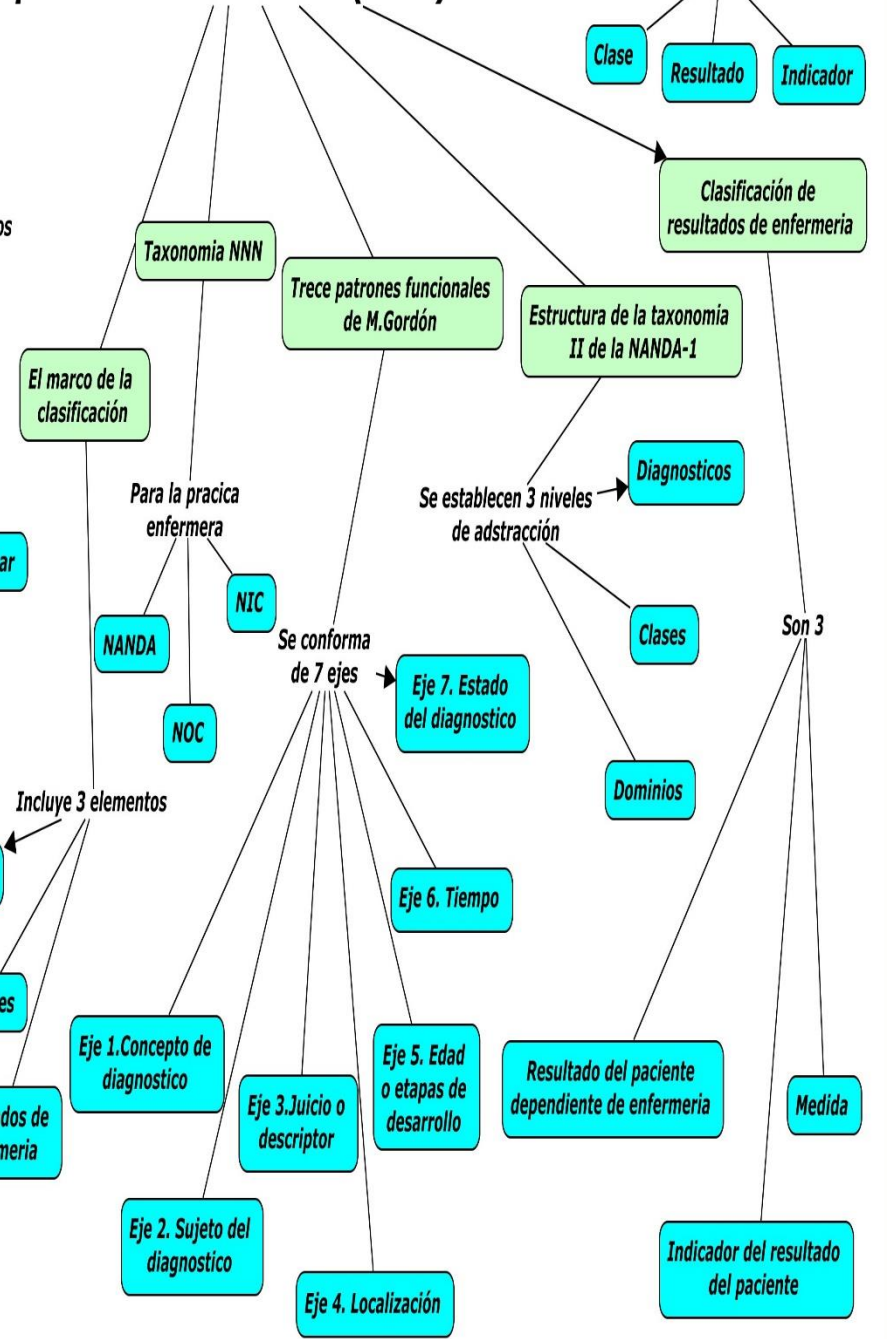 Clase
Resultado
Indicador
Clasificación de
resultados de enfermeria
Taxonomia NNN
Trece patrones funcionales
de M.Gordón
Estructura de la taxonomia
II de la NANDA-1
El marco de la
clasificación
Para la pracica
enfermera
Se establecen 3 niveles
de adstracción
Diagnosticos
NIC
NANDA
NOC
Clases
Son 3
Se conforma
de 7 ejes
Eje 7. Estado
del diagnostico
Dominios
Incluye 3 elementos
Eje 6. Tiempo
Eje 1.Concepto de
diagnostico
Eje 3.Juicio o
descriptor
Eje 5. Edad
o etapas de
desarrollo
Resultado del paciente
dependiente de enfermeria
Medida
Eje 2. Sujeto del
diagnostico
Eje 4. Localización
Indicador del resultado
del paciente